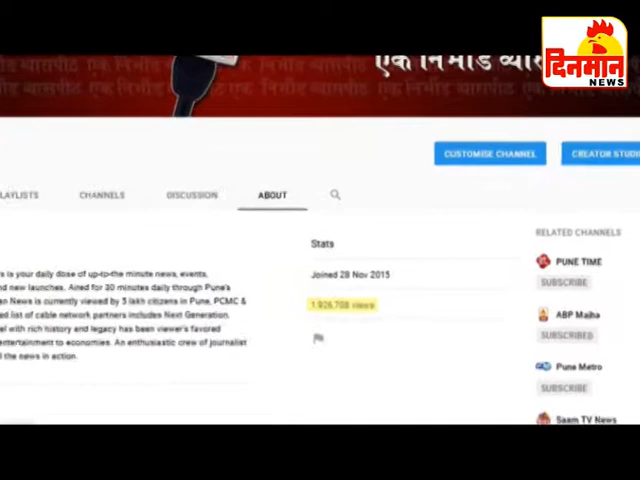 दिनमान
NEWS
एक निर्भीड व्यास
CUSTOMISE CHANNEL
CREATOR STUDI
LAYLISTS
CHANNELS
DISCUSSION
ABOUT
s is your daily dose of up-to-the minute news, events,
nd new launches. Aired for 30 minutes daily through Pune's
an News is currently viewed by 5 lakh citizens in Pune, PCMC &
ed list of cable network partners includes Next Generation.
el with rich history and legacy has been viewer's favored
entertainment to economies. An enthusiastic crew of journalist
l the news in action.
Stats
Joined 28 Nov 2015
1,926,708 views
RELATED CHANNELS
PUNE TIME
SUBSCRIBE
ABP Majha
SUBSCRIBED
Pune Metro
SUBSCRIBE
Saam TV News